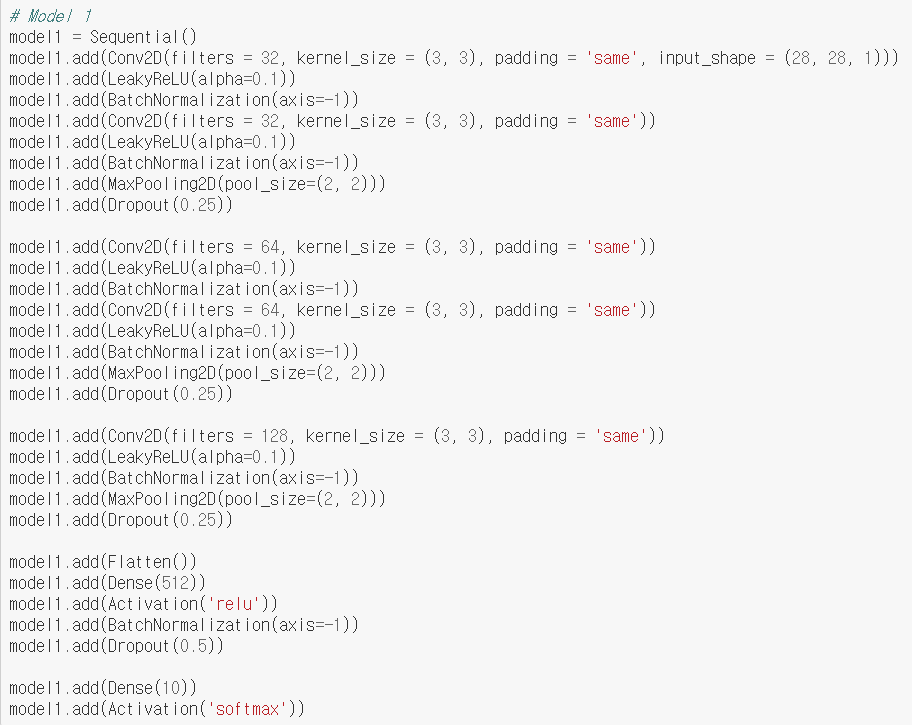 # Model 1
model1 = Sequential()
model1.add(Conv2D(filters = 32, kernel_size = (3, 3), padding = 'same', input_shape = (28, 28, 1)))
model1.add(LeakyReLU(alpha=0.1))
model1.add(BatchNormalization(axis=-1))
model1.add(Conv2D(filters = 32, kernel_size = (3, 3), padding = 'same'))
model1.add(LeakyReLU(alpha=0.1))
model1.add(BatchNormalization(axis=-1))
model1.add(MaxPooling2D(pool_size=(2, 2)))
model1.add(Dropout(0.25))

model1.add(Conv2D(filters = 64, kernel_size = (3, 3), padding = 'same'))
model1.add(LeakyReLU(alpha=0.1))
model1.add(BatchNormalization(axis=-1))
model1.add(Conv2D(filters = 64, kernel_size = (3, 3), padding = 'same'))
model1.add(LeakyReLU(alpha=0.1))
model1.add(BatchNormalization(axis=-1))
model1.add(MaxPooling2D(pool_size=(2, 2)))
model1.add(Dropout(0.25))

model1.add(Conv2D(filters = 128, kernel_size = (3, 3), padding = 'same'))
model1.add(LeakyReLU(alpha=0.1))
model1.add(BatchNormalization(axis=-1))
model1.add(MaxPooling2D(pool_size=(2, 2)))
model1.add(Dropout(0.25))

model1.add(Flatten())
model1.add(Dense(512))
model1.add(Activation('relu'))
model1.add(BatchNormalization(axis=-1))
model1.add(Dropout(0.5))

model1.add(Dense(10))
model1.add(Activation('softmax'))